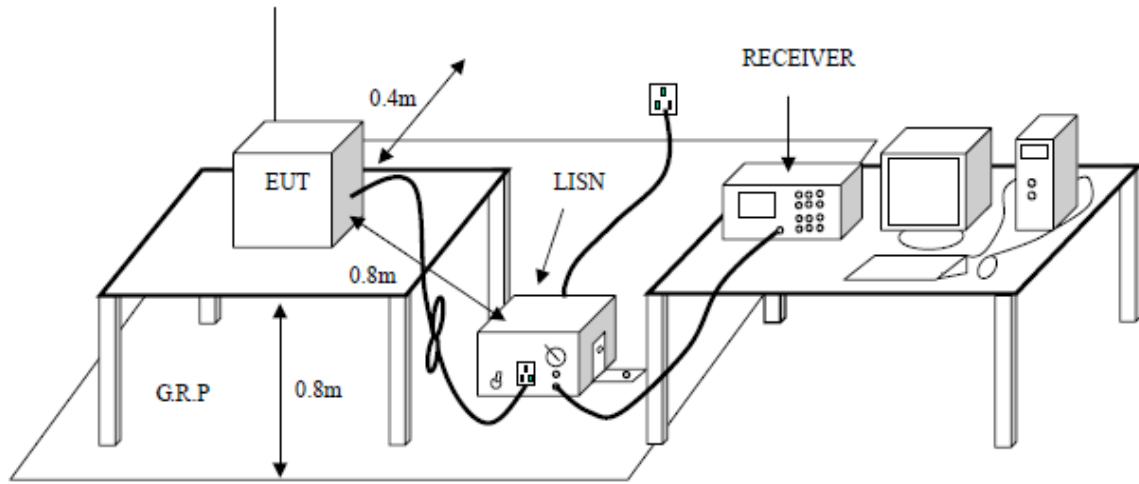 RECEIVER
0.4m
EUT
LISN
0.8m
G.R.P
0.8m